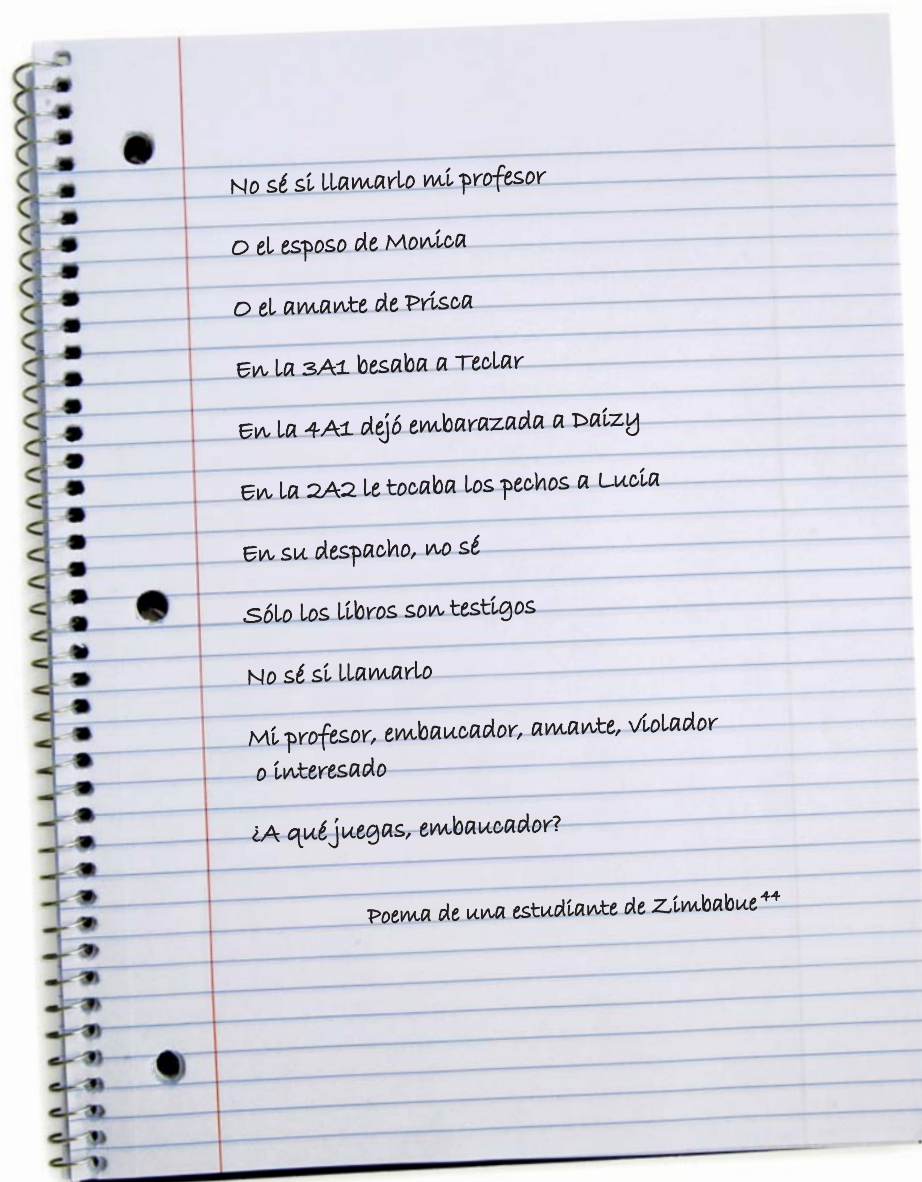 No sé si llamarlo mi profesor
O el esposo de Monica
O el amante de Prisca
En la 3A1 besaba a Teclar
En la 4A1 dejó embarazada a Daizy
En la 2A2 le tocaba los pechos a Lucía
En su despacho, no sé
Sólo los libros son testigos
No sé si llamarlo
Mi profesor, embaucador, amante, violador
o interesado
¿A qué juegas, embaucador?
Poema de una estudiante de Zimbabue44